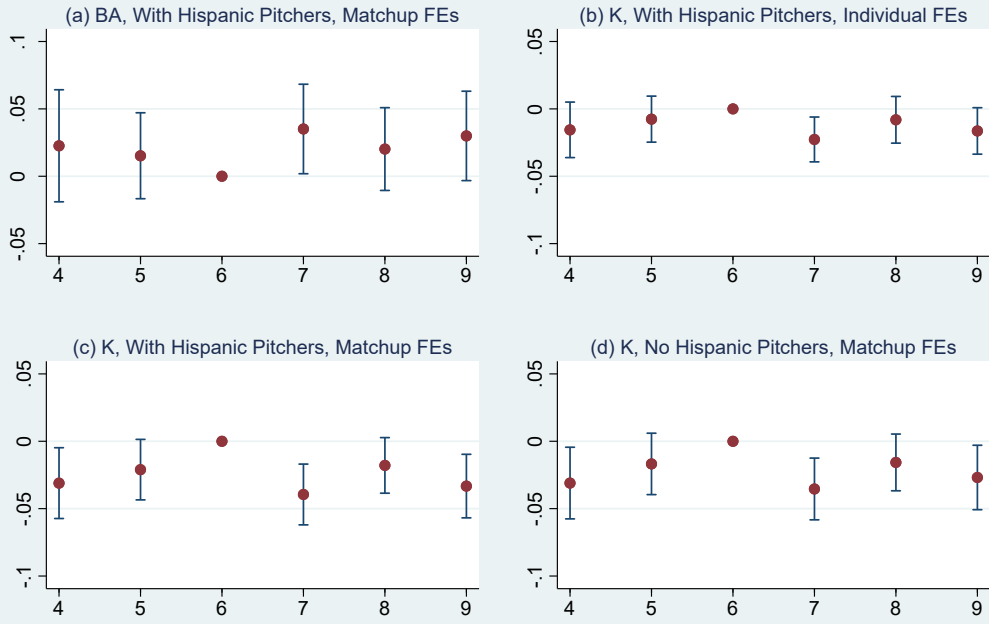 (a) BA, With Hispanic Pitchers, Matchup FEs
.1
.05
0
-.05
4 5 6 7 8 9
(b) K, With Hispanic Pitchers, Individual FEs
.05
0
-.05
-.1
4 5 6 7 8 9
(c) K, With Hispanic Pitchers, Matchup FEs
.05
0
-.05
-.1
4 5 6 7 8 9
(d) K, No Hispanic Pitchers, Matchup FEs
.05
0
-.05
-.1
4 5 6 7 8 9